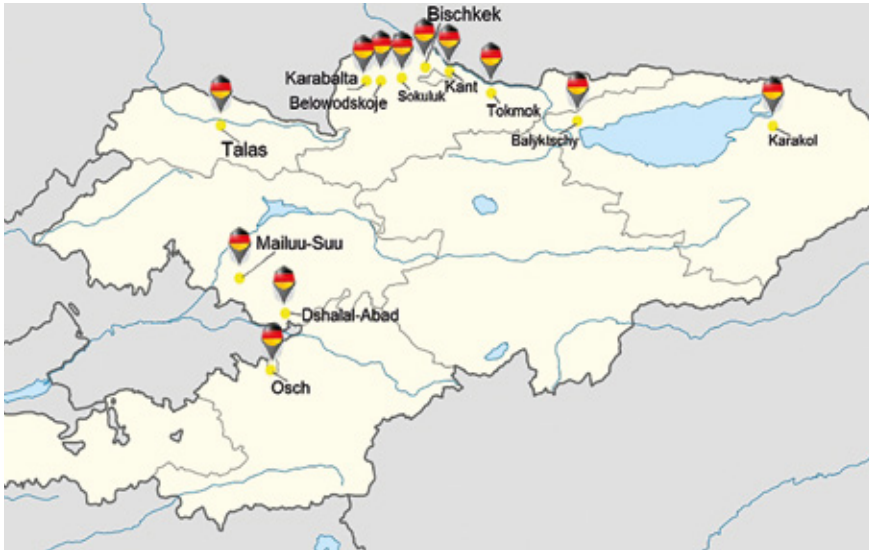 Bischkek
Karabalta
Belowodskoje
Sokuluk
Kant
Tokmok
Balyktschy
Karakol
Talas
Mailuu-Suu
Dshalal-Abad
Osch